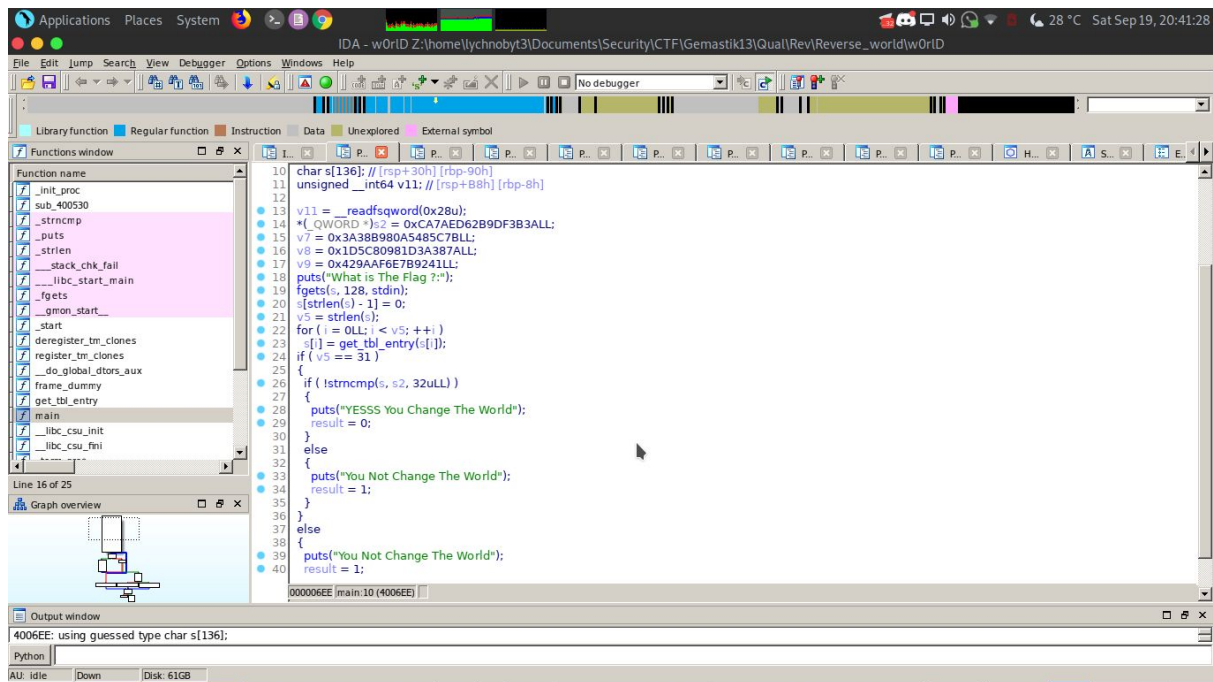 Applications Places System 28 °C Sat Sep 19, 20:41:28
IDA - w0rlD Z:\home\lychnobyt3\Documents\Security\CTF\Gemastik13\Qual\Rev\Reverse_world\w0rlD
File Edit Jump Search View Debugger Options Windows Help
No debugger
Library function Regular function Instruction Data Unexplored External symbol
Functions window
I... P... P... P... P... P... P... P... P... P... H... S... E..
Function name
_init_proc
sub_400530
_strncmp
_puts
_strlen
___stack_chk_fail
___libc_start_main
_fgets
__gmon_start__
_start
deregister_tm_clones
register_tm_clones
__do_global_dtors_aux
frame_dummy
get_tbl_entry
main
__libc_csu_init
__libc_csu_fini
Line 16 of 25
Graph overview
10 char s[136]; // [rsp+30h] [rbp-90h]
11 unsigned __int64 v11; // [rsp+B8h] [rbp-8h]
12
13 v11 = __readfsqword(0x28u);
14 *(_QWORD *)s2 = 0xCA7AED62B9DF3B3ALL;
15 v7 = 0x3A38B980A5485C7BLL;
16 v8 = 0x1D5C80981D3A387ALL;
17 v9 = 0x429AAF6E7B9241LL;
18 puts("What is The Flag ?:");
19 fgets(s, 128, stdin);
20 s[strlen(s) - 1] = 0;
21 v5 = strlen(s);
22 for ( i = 0LL; i < v5; ++i )
23 s[i] = get_tbl_entry(s[i]);
24 if ( v5 == 31 )
25 {
26 if ( !strncmp(s, s2, 32uLL) )
27 {
28 puts("YESSS You Change The World");
29 result = 0;
30 }
31 else
32 {
33 puts("You Not Change The World");
34 result = 1;
35 }
36 }
37 else
38 {
39 puts("You Not Change The World");
40 result = 1;
000006EE main:10 (4006EE)
Output window
4006EE: using guessed type char s[136];
Python
AU: idle Down Disk: 61GB